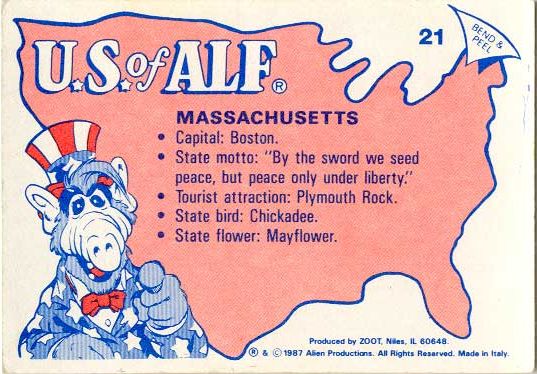 U.S. of ALF ®
21
BEND &
PEEL
MASSACHUSETTS
• Capital: Boston.
• State motto: "By the sword we seed
peace, but peace only under liberty."
• Tourist attraction: Plymouth Rock.
• State bird: Chickadee.
• State flower: Mayflower.
Produced by ZOOT, Niles, IL 60648.
® & © 1987 Alien Productions. All Rights Reserved. Made in Italy.